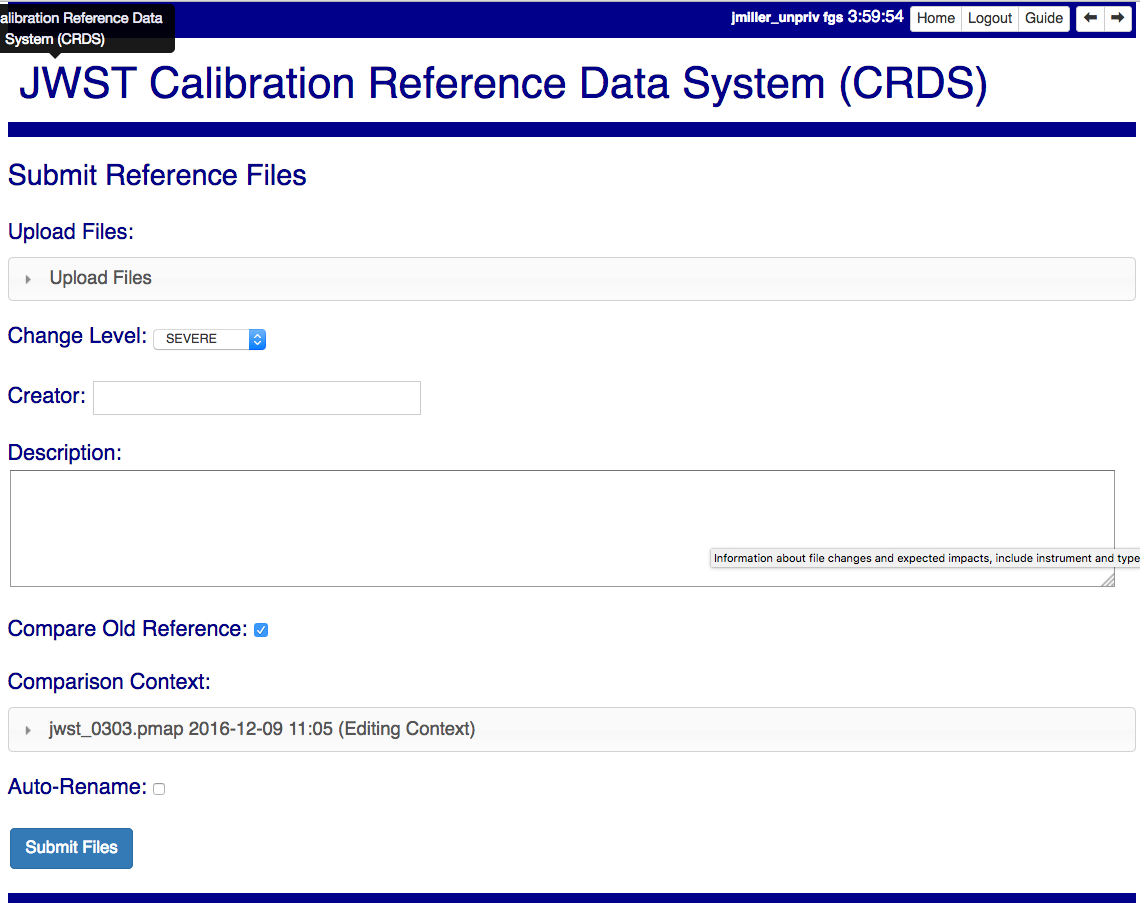 alibration Reference Data
System (CRDS)
jmiller_unpriv fgs 3:59:54 Home Logout Guide
JWST Calibration Reference Data System (CRDS)
Submit Reference Files
Upload Files:
Upload Files
Change Level: SEVERE
Creator:
Description:
Information about file changes and expected impacts, include instrument and type
Compare Old Reference:
Comparison Context:
jwst_0303.pmap 2016-12-09 11:05 (Editing Context)
Auto-Rename:
Submit Files